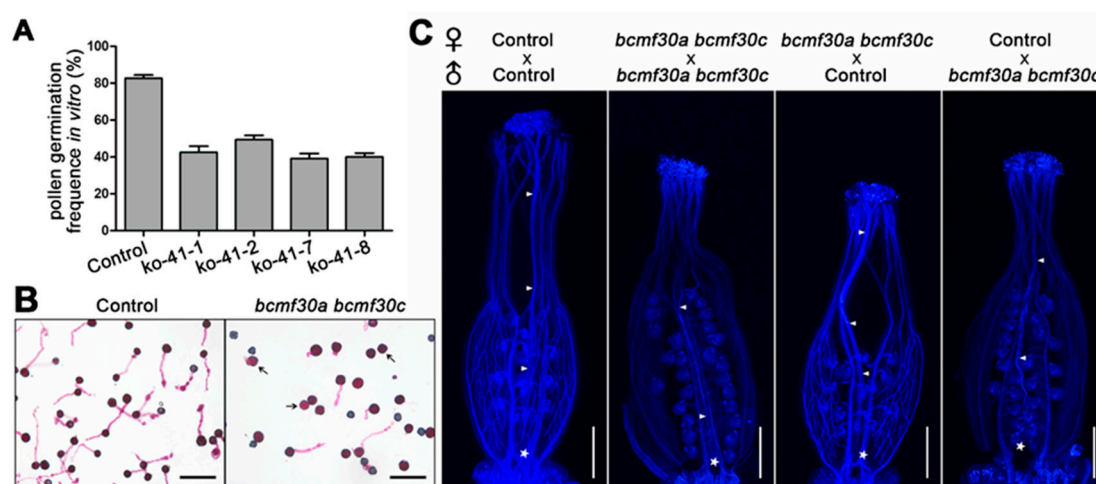 A
pollen germination
frequence in vitro (%)
100
80
60
40
20
0
Control
ko-41-1
ko-41-2
ko-41-7
ko-41-8
B
Control
bcmf30a bcmf30c
C
♀ Control
x
♂ Control
bcmf30a bcmf30c
x
bcmf30a bcmf30c
bcmf30a bcmf30c
x
Control
Control
x
bcmf30a bcmf30c